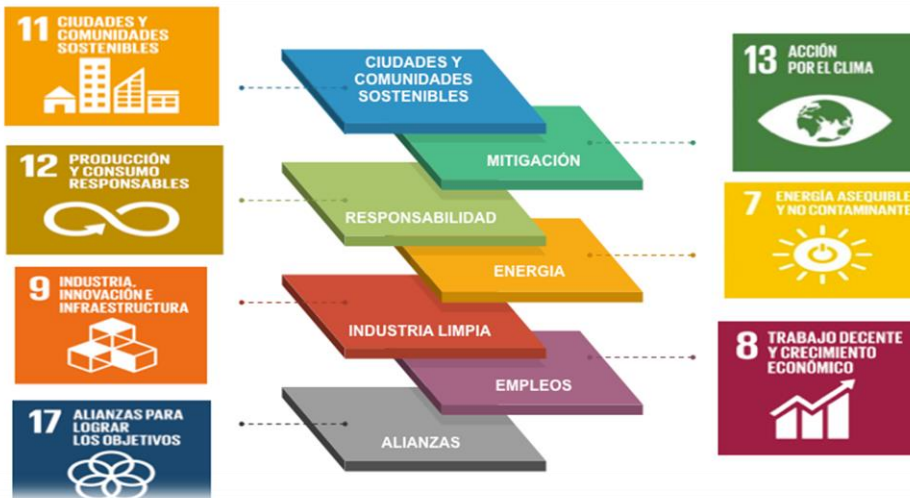 11 CIUDADES Y
COMUNIDADES
SOSTENIBLES
12 PRODUCCIÓN
Y CONSUMO
RESPONSABLES
9 INDUSTRIA,
INNOVACIÓN E
INFRAESTRUCTURA
17 ALIANZAS PARA
LOGRAR
LOS OBJETIVOS
CIUDADES Y
COMUNIDADES
SOSTENIBLES
MITIGACIÓN
RESPONSABILIDAD
ENERGIA
INDUSTRIA LIMPIA
EMPLEOS
ALIANZAS
13 ACCIÓN
POR EL CLIMA
7 ENERGÍA ASEQUIBLE
Y NO CONTAMINANTE
8 TRABAJO DECENTE
Y CRECIMIENTO
ECONÓMICO